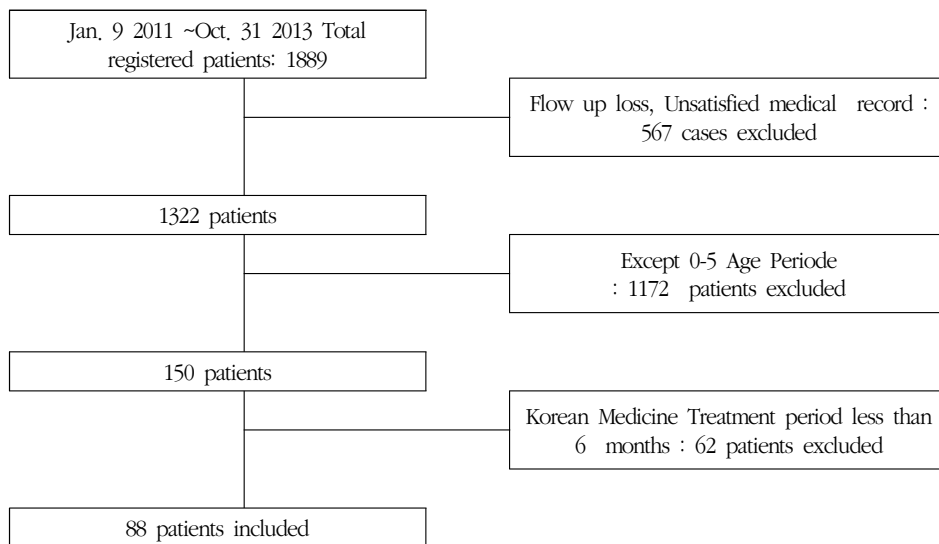 Jan. 9 2011 ~Oct. 31 2013 Total
registered patients: 1889
Flow up loss, Unsatisfied medical record :
567 cases excluded
1322 patients
Except 0-5 Age Periode
: 1172 patients excluded
150 patients
Korean Medicine Treatment period less than
6 months : 62 patients excluded
88 patients included